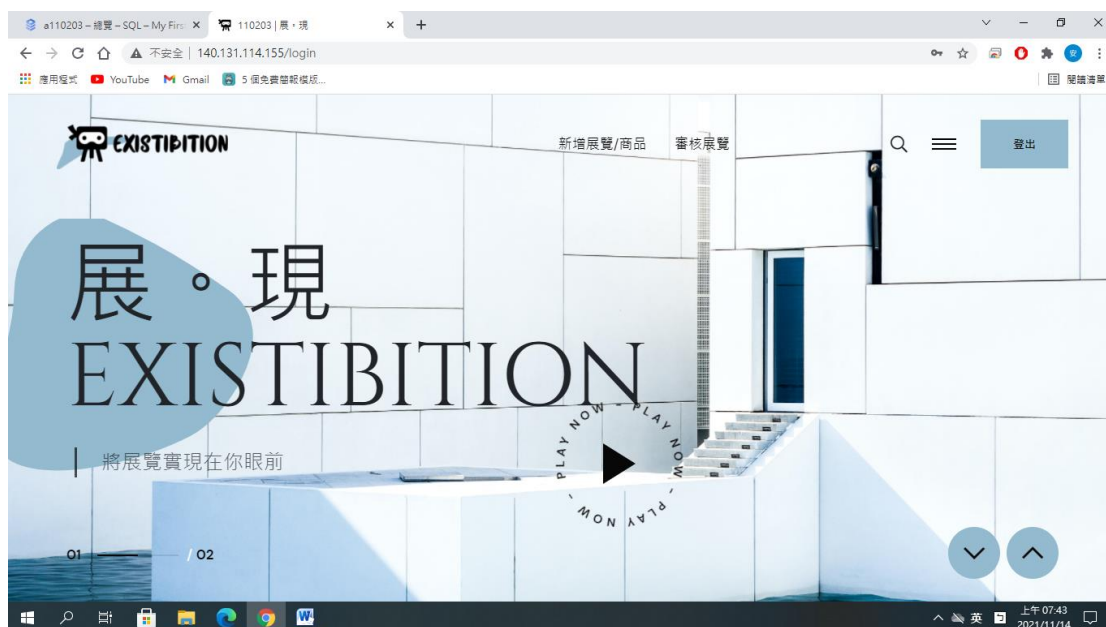 a110203 – 總覽 – SQL – My Firs
110203 | 展・現
不安全 | 140.131.114.155/login
應用程式
YouTube
Gmail
5 個免費簡報模版...
閱讀清單
EXISTIBITION
新增展覽/商品
審核展覽
登出
展。現
EXISTIBITION
將展覽實現在你眼前
PLAY NOW - PLAY NOW - PLAY NOW -
01 / 02
英
上午 07:43
2021/11/14